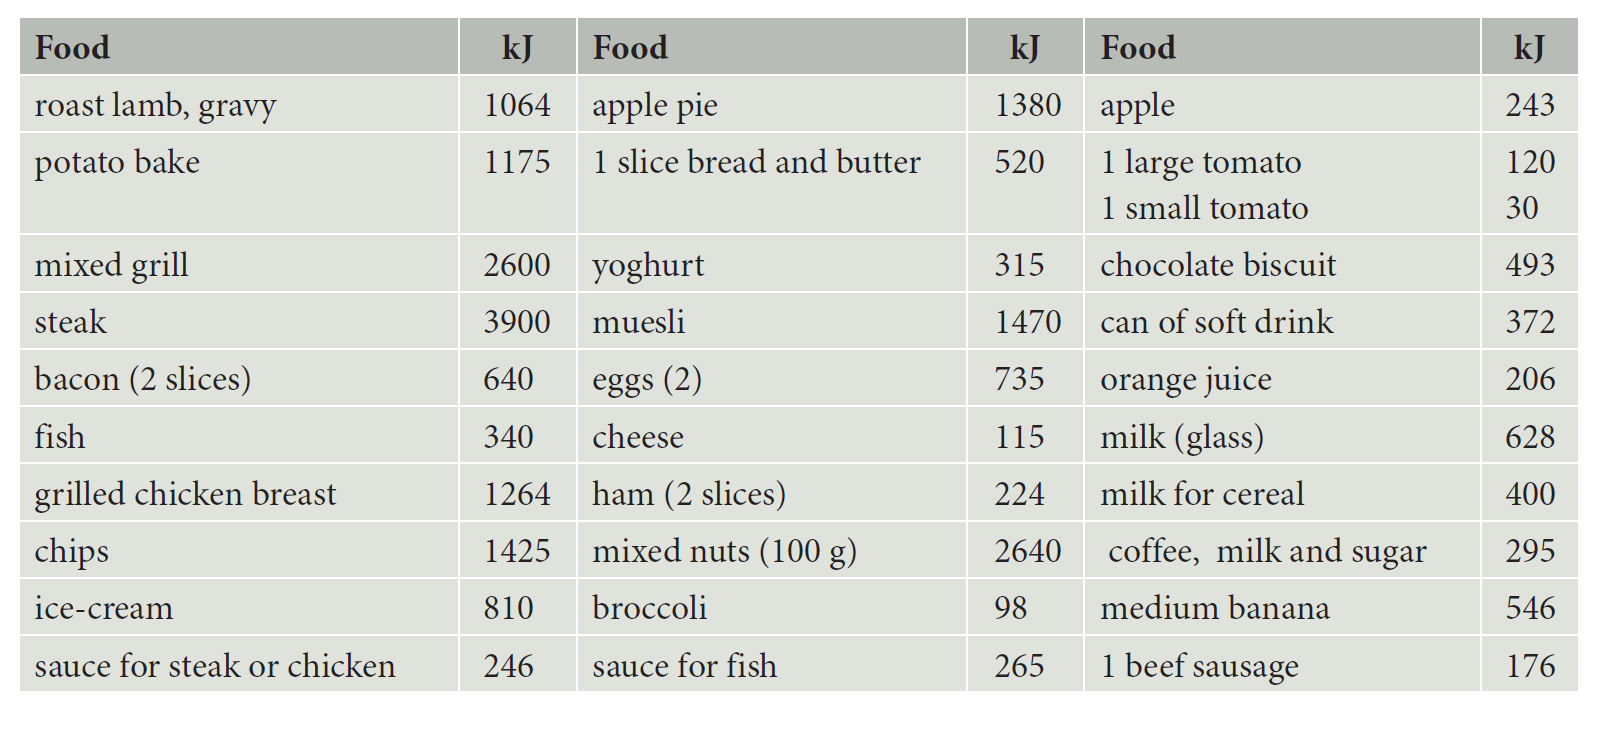 Food kJ Food kJ Food kJ
roast lamb, gravy 1064 apple pie 1380 apple 243
potato bake 1175 1 slice bread and butter 520 1 large tomato 120
1 small tomato 30
mixed grill 2600 yoghurt 315 chocolate biscuit 493
steak 3900 muesli 1470 can of soft drink 372
bacon (2 slices) 640 eggs (2) 735 orange juice 206
fish 340 cheese 115 milk (glass) 628
grilled chicken breast 1264 ham (2 slices) 224 milk for cereal 400
chips 1425 mixed nuts (100 g) 2640 coffee, milk and sugar 295
ice-cream 810 broccoli 98 medium banana 546
sauce for steak or chicken 246 sauce for fish 265 1 beef sausage 176